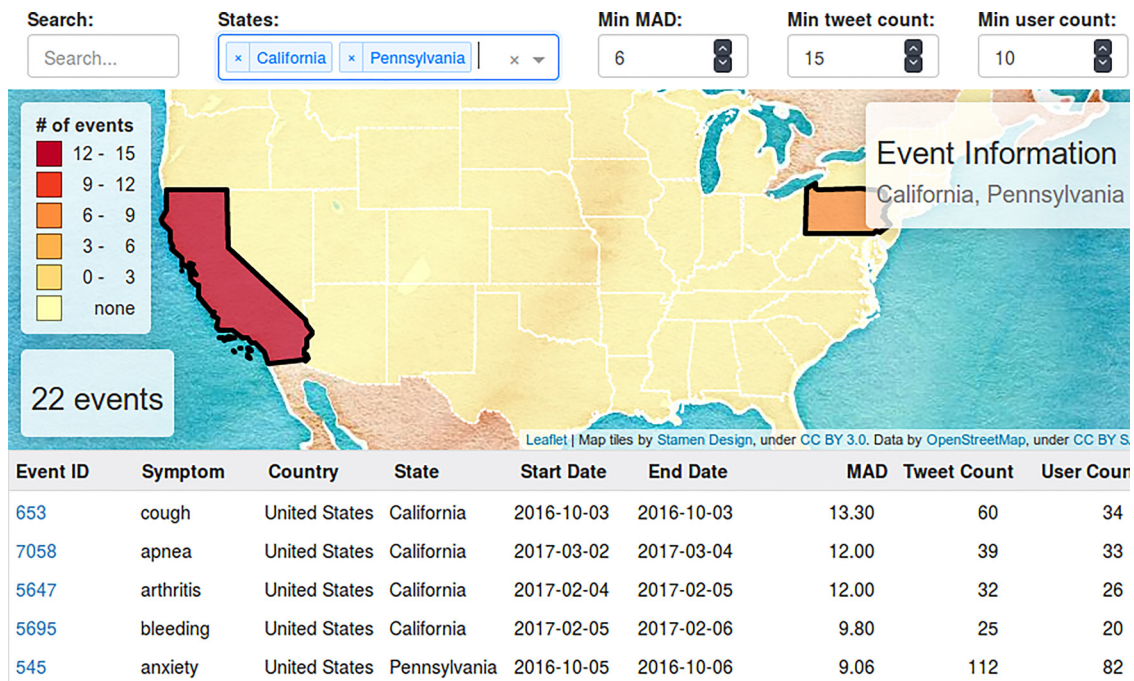 Search: States: Min MAD: Min tweet count: Min user count:
Search... × California × Pennsylvania × 6 15 10
# of events
12 - 15
9 - 12
6 - 9
3 - 6
0 - 3
none
Event Information
California, Pennsylvania
22 events
Leaflet | Map tiles by Stamen Design, under CC BY 3.0. Data by OpenStreetMap, under CC BY S
Event ID Symptom Country State Start Date End Date MAD Tweet Count User Coun
653 cough United States California 2016-10-03 2016-10-03 13.30 60 34
7058 apnea United States California 2017-03-02 2017-03-04 12.00 39 33
5647 arthritis United States California 2017-02-04 2017-02-05 12.00 32 26
5695 bleeding United States California 2017-02-05 2017-02-06 9.80 25 20
545 anxiety United States Pennsylvania 2016-10-05 2016-10-06 9.06 112 82